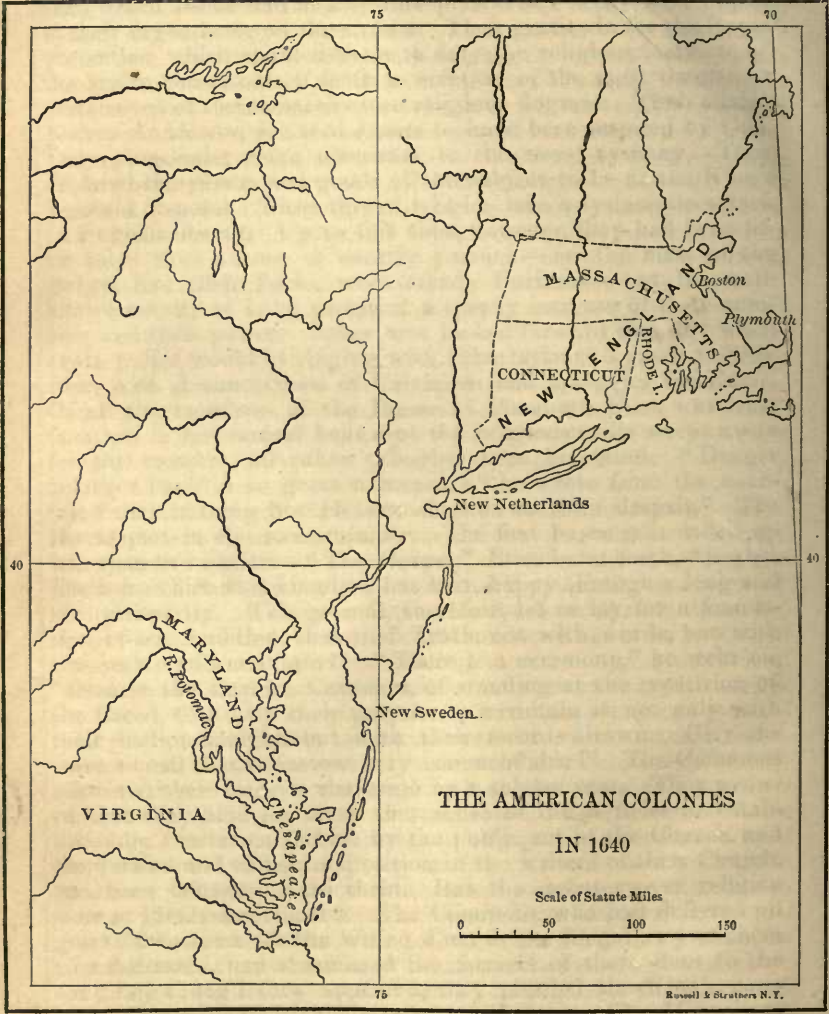 75
70
MASSACHUSETTS
Boston
Plymouth
NEW ENGLAND
CONNECTICUT
RHODE I.
New Netherlands
40
40
MARYLAND
R. Potomac
New Sweden
VIRGINIA
Chesapeake B.
THE AMERICAN COLONIES
IN 1640
Scale of Statute Miles
0 50 100 150
75
Russell & Struthers N.Y.